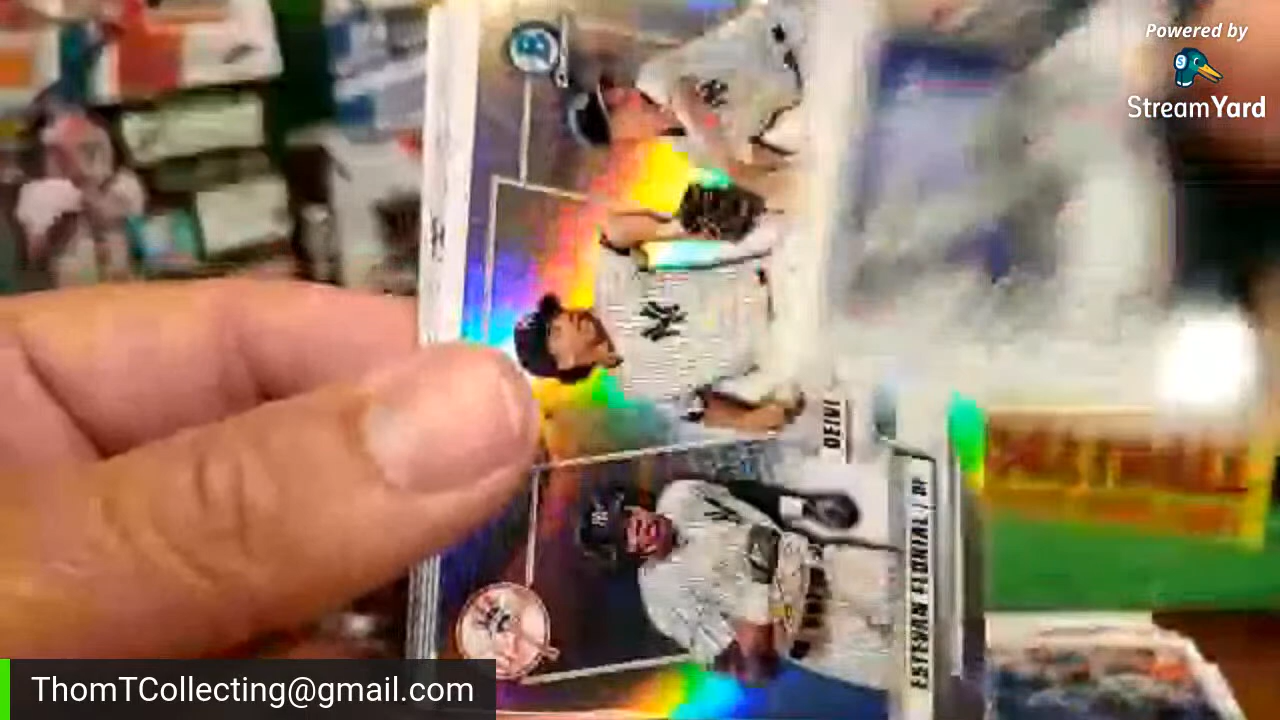 Powered by
StreamYard
DEIVI
ESTEVAN FLORIAL | OF
ThomTCollecting@gmail.com